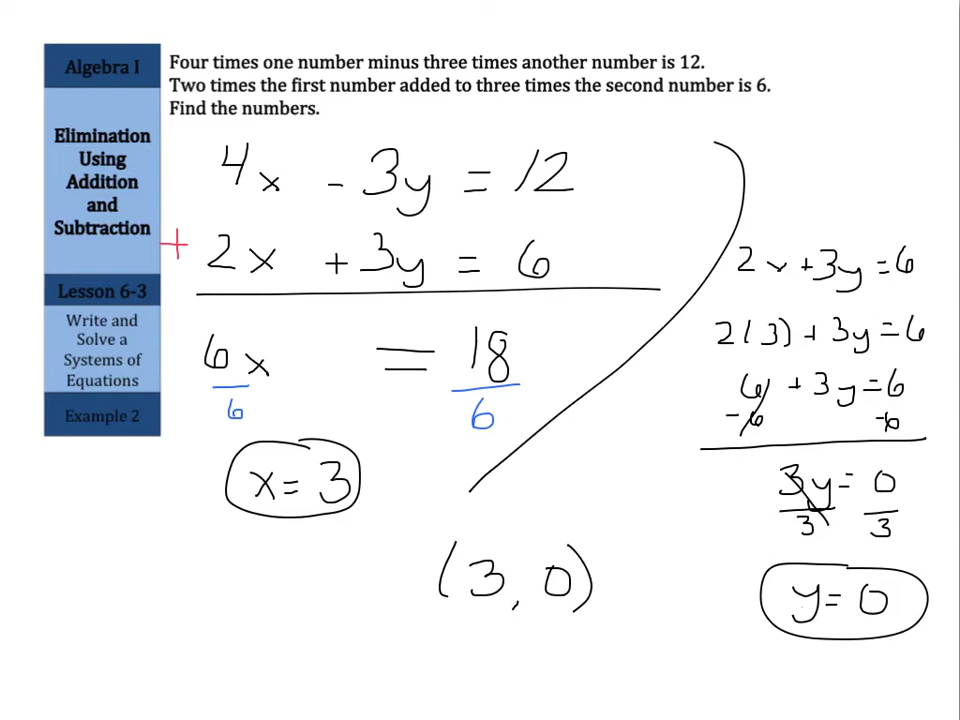 Algebra I
Elimination
Using
Addition
and
Subtraction
Lesson 6-3
Write and
Solve a
Systems of
Equations
Example 2
Four times one number minus three times another number is 12.
Two times the first number added to three times the second number is 6.
Find the numbers.
4x - 3y = 12
+ 2x + 3y = 6
6x = 18
6 6
x = 3
(3, 0)
2x + 3y = 6
2(3) + 3y = 6
6 + 3y = 6
-6 -6
3y = 0
3 3
y = 0